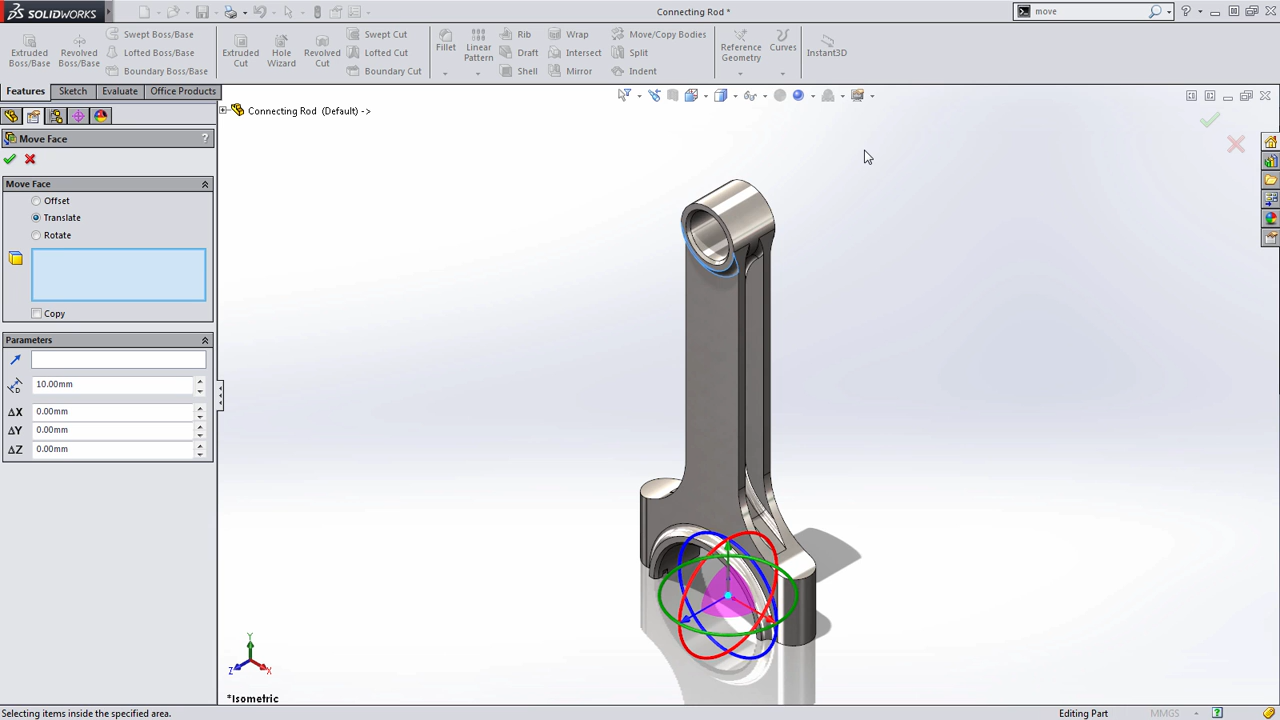 SOLIDWORKS
Connecting Rod *
move
Extruded Boss/Base
Revolved Boss/Base
Swept Boss/Base
Lofted Boss/Base
Boundary Boss/Base
Extruded Cut
Hole Wizard
Revolved Cut
Swept Cut
Lofted Cut
Boundary Cut
Fillet
Linear Pattern
Rib
Draft
Shell
Wrap
Intersect
Mirror
Move/Copy Bodies
Split
Indent
Reference Geometry
Curves
Instant3D
Features
Sketch
Evaluate
Office Products
Connecting Rod (Default) ->
Move Face
?
Move Face
Offset
Translate
Rotate
Copy
Parameters
10.00mm
ΔX 0.00mm
ΔY 0.00mm
ΔZ 0.00mm
Y
Z
X
*Isometric
Selecting items inside the specified area.
Editing Part
MMGS